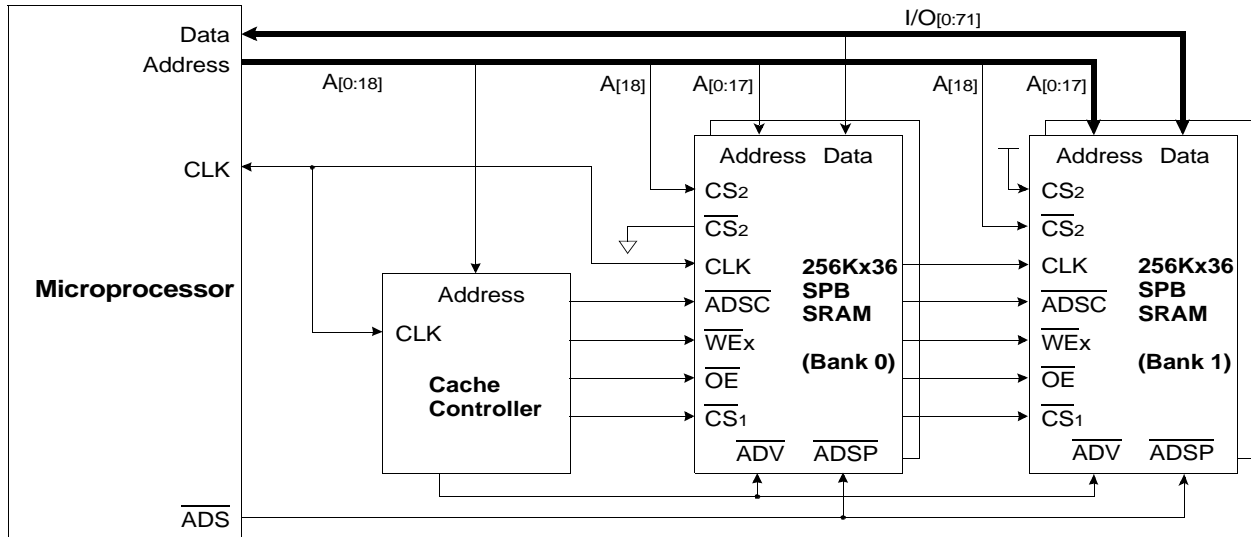 I/O[0:71]
Data
Address
A[0:18]
A[18]
A[0:17]
A[18]
A[0:17]
CLK
Microprocessor
ADS
Address
CLK
Cache
Controller
Address Data
CS2
CS2
CLK
ADSC
WEx
OE
CS1
ADV ADSP
256Kx36
SPB
SRAM
(Bank 0)
Address Data
CS2
CS2
CLK
ADSC
WEx
OE
CS1
ADV ADSP
256Kx36
SPB
SRAM
(Bank 1)